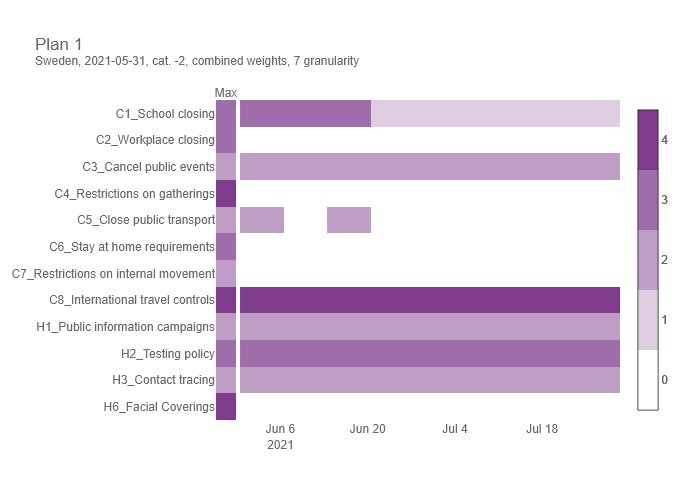 Plan 1
Sweden, 2021-05-31, cat. -2, combined weights, 7 granularity
Max
C1_School closing
C2_Workplace closing
C3_Cancel public events
C4_Restrictions on gatherings
C5_Close public transport
C6_Stay at home requirements
C7_Restrictions on internal movement
C8_International travel controls
H1_Public information campaigns
H2_Testing policy
H3_Contact tracing
H6_Facial Coverings
Jun 6 Jun 20 Jul 4 Jul 18
2021
4
3
2
1
0